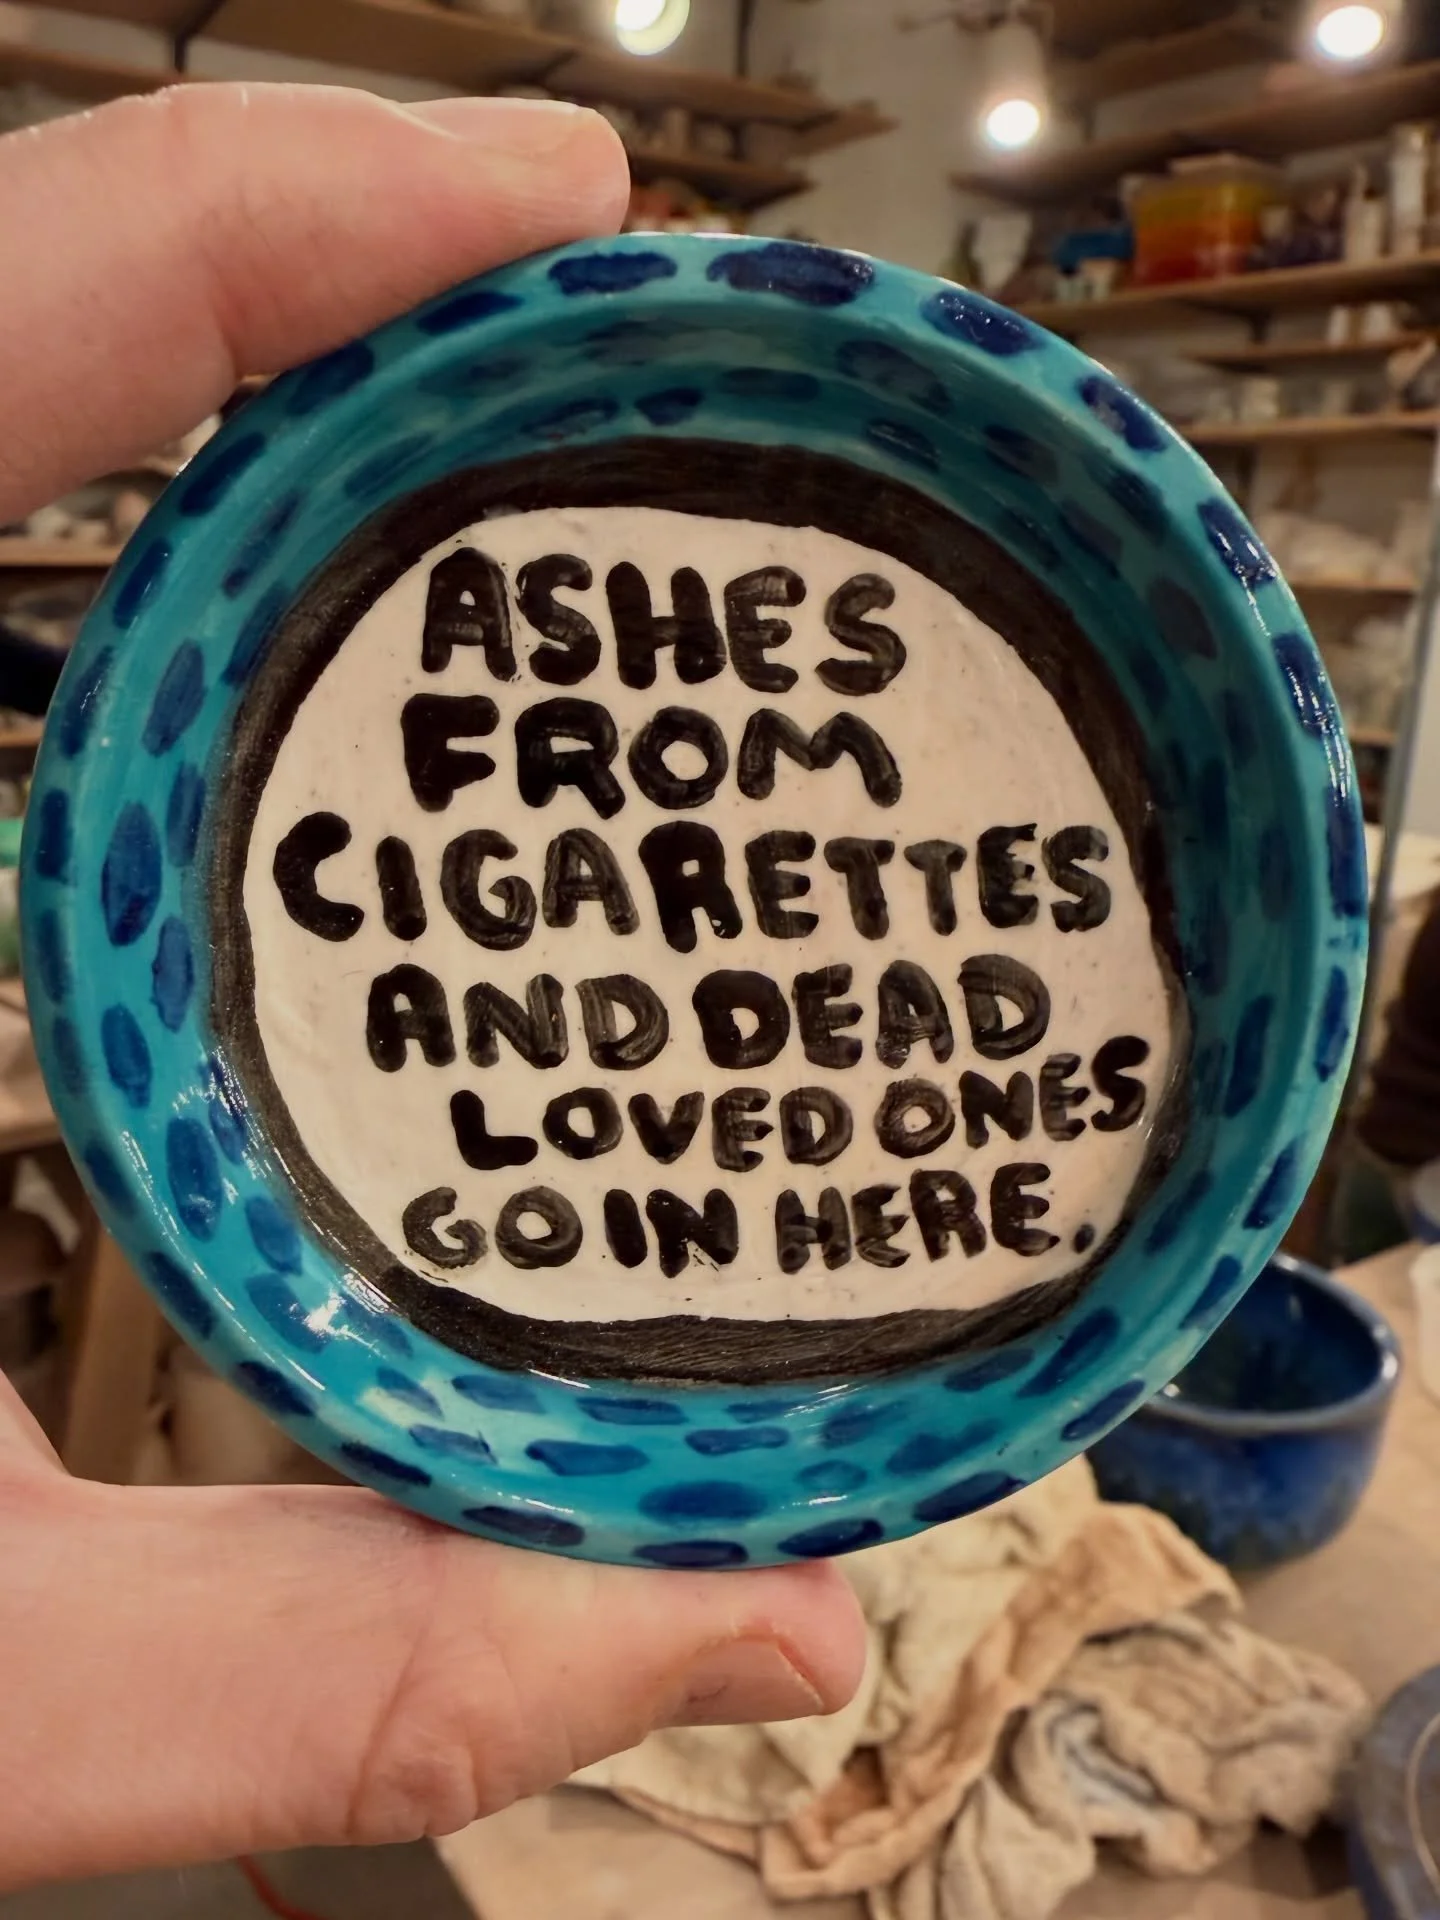 ASHES
FROM
CIGARETTES
AND DEAD
LOVED ONES
GO IN HERE.